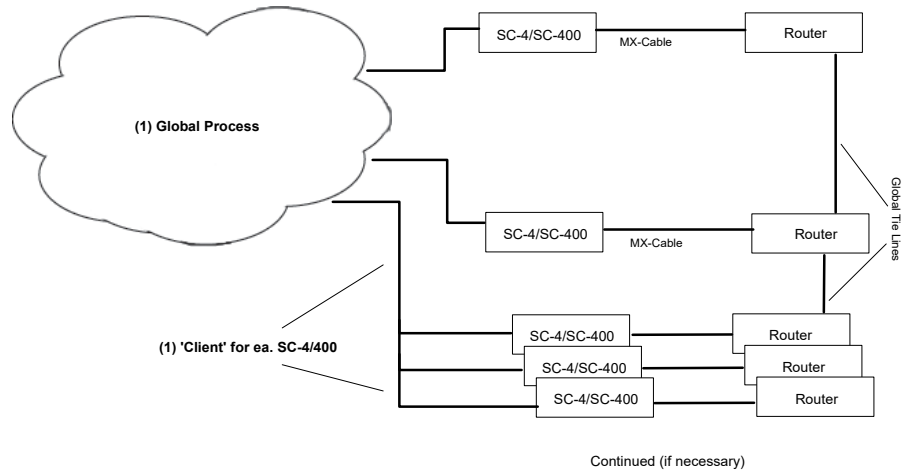 SC-4/SC-400
MX-Cable
Router
(1) Global Process
Global Tie Lines
SC-4/SC-400
MX-Cable
Router
(1) 'Client' for ea. SC-4/400
SC-4/SC-400
Router
SC-4/SC-400
Router
SC-4/SC-400
Router
Continued (if necessary)